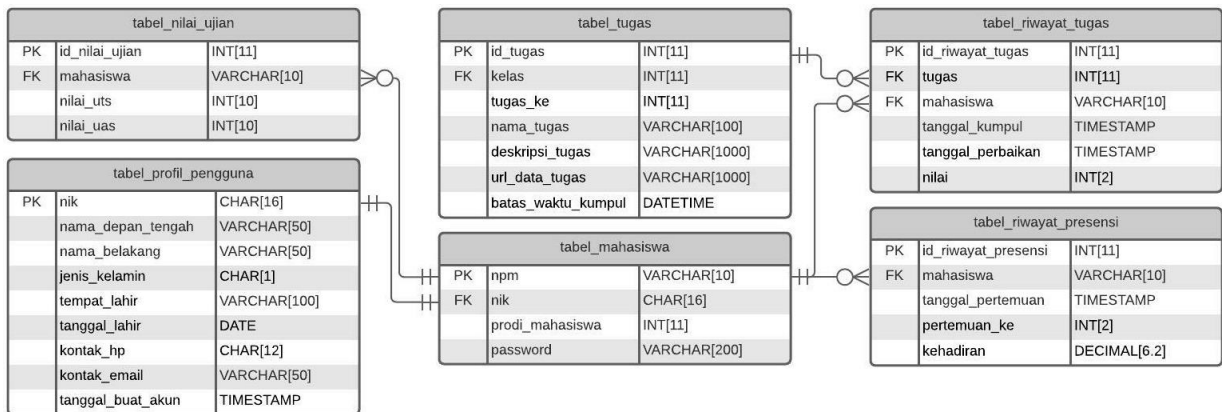 tabel_nilai_ujian
PK id_nilai_ujian INT[11]
FK mahasiswa VARCHAR[10]
nilai_uts INT[10]
nilai_uas INT[10]
tabel_profil_pengguna
PK nik CHAR[16]
nama_depan_tengah VARCHAR[50]
nama_belakang VARCHAR[50]
jenis_kelamin CHAR[1]
tempat_lahir VARCHAR[100]
tanggal_lahir DATE
kontak_hp CHAR[12]
kontak_email VARCHAR[50]
tanggal_buat_akun TIMESTAMP
tabel_tugas
PK id_tugas INT[11]
FK kelas INT[11]
tugas_ke INT[11]
nama_tugas VARCHAR[100]
deskripsi_tugas VARCHAR[1000]
url_data_tugas VARCHAR[1000]
batas_waktu_kumpul DATETIME
tabel_mahasiswa
PK npm VARCHAR[10]
FK nik CHAR[16]
prodi_mahasiswa INT[11]
password VARCHAR[200]
tabel_riwayat_tugas
PK id_riwayat_tugas INT[11]
FK tugas INT[11]
FK mahasiswa VARCHAR[10]
tanggal_kumpul TIMESTAMP
tanggal_perbaikan TIMESTAMP
nilai INT[2]
tabel_riwayat_presensi
PK id_riwayat_presensi INT[11]
FK mahasiswa VARCHAR[10]
tanggal_pertemuan TIMESTAMP
pertemuan_ke INT[2]
kehadiran DECIMAL[6.2]